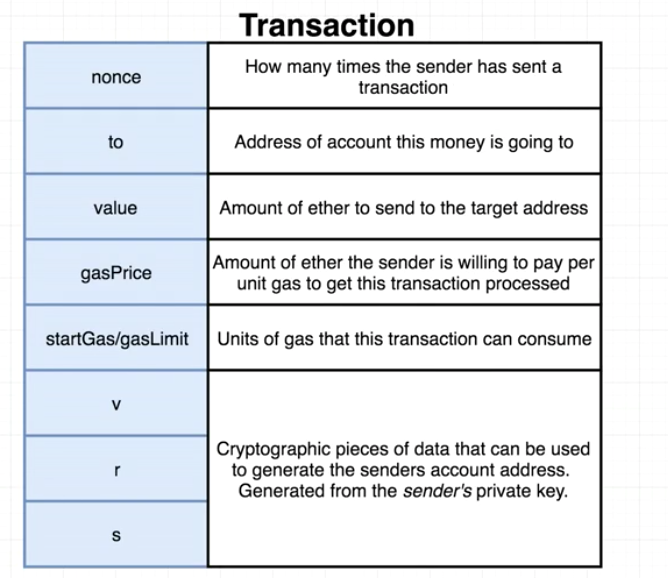 Transaction
nonce
How many times the sender has sent a
transaction
to
Address of account this money is going to
value
Amount of ether to send to the target address
gasPrice
Amount of ether the sender is willing to pay per
unit gas to get this transaction processed
startGas/gasLimit
Units of gas that this transaction can consume
v
r
s
Cryptographic pieces of data that can be used
to generate the senders account address.
Generated from the sender's private key.